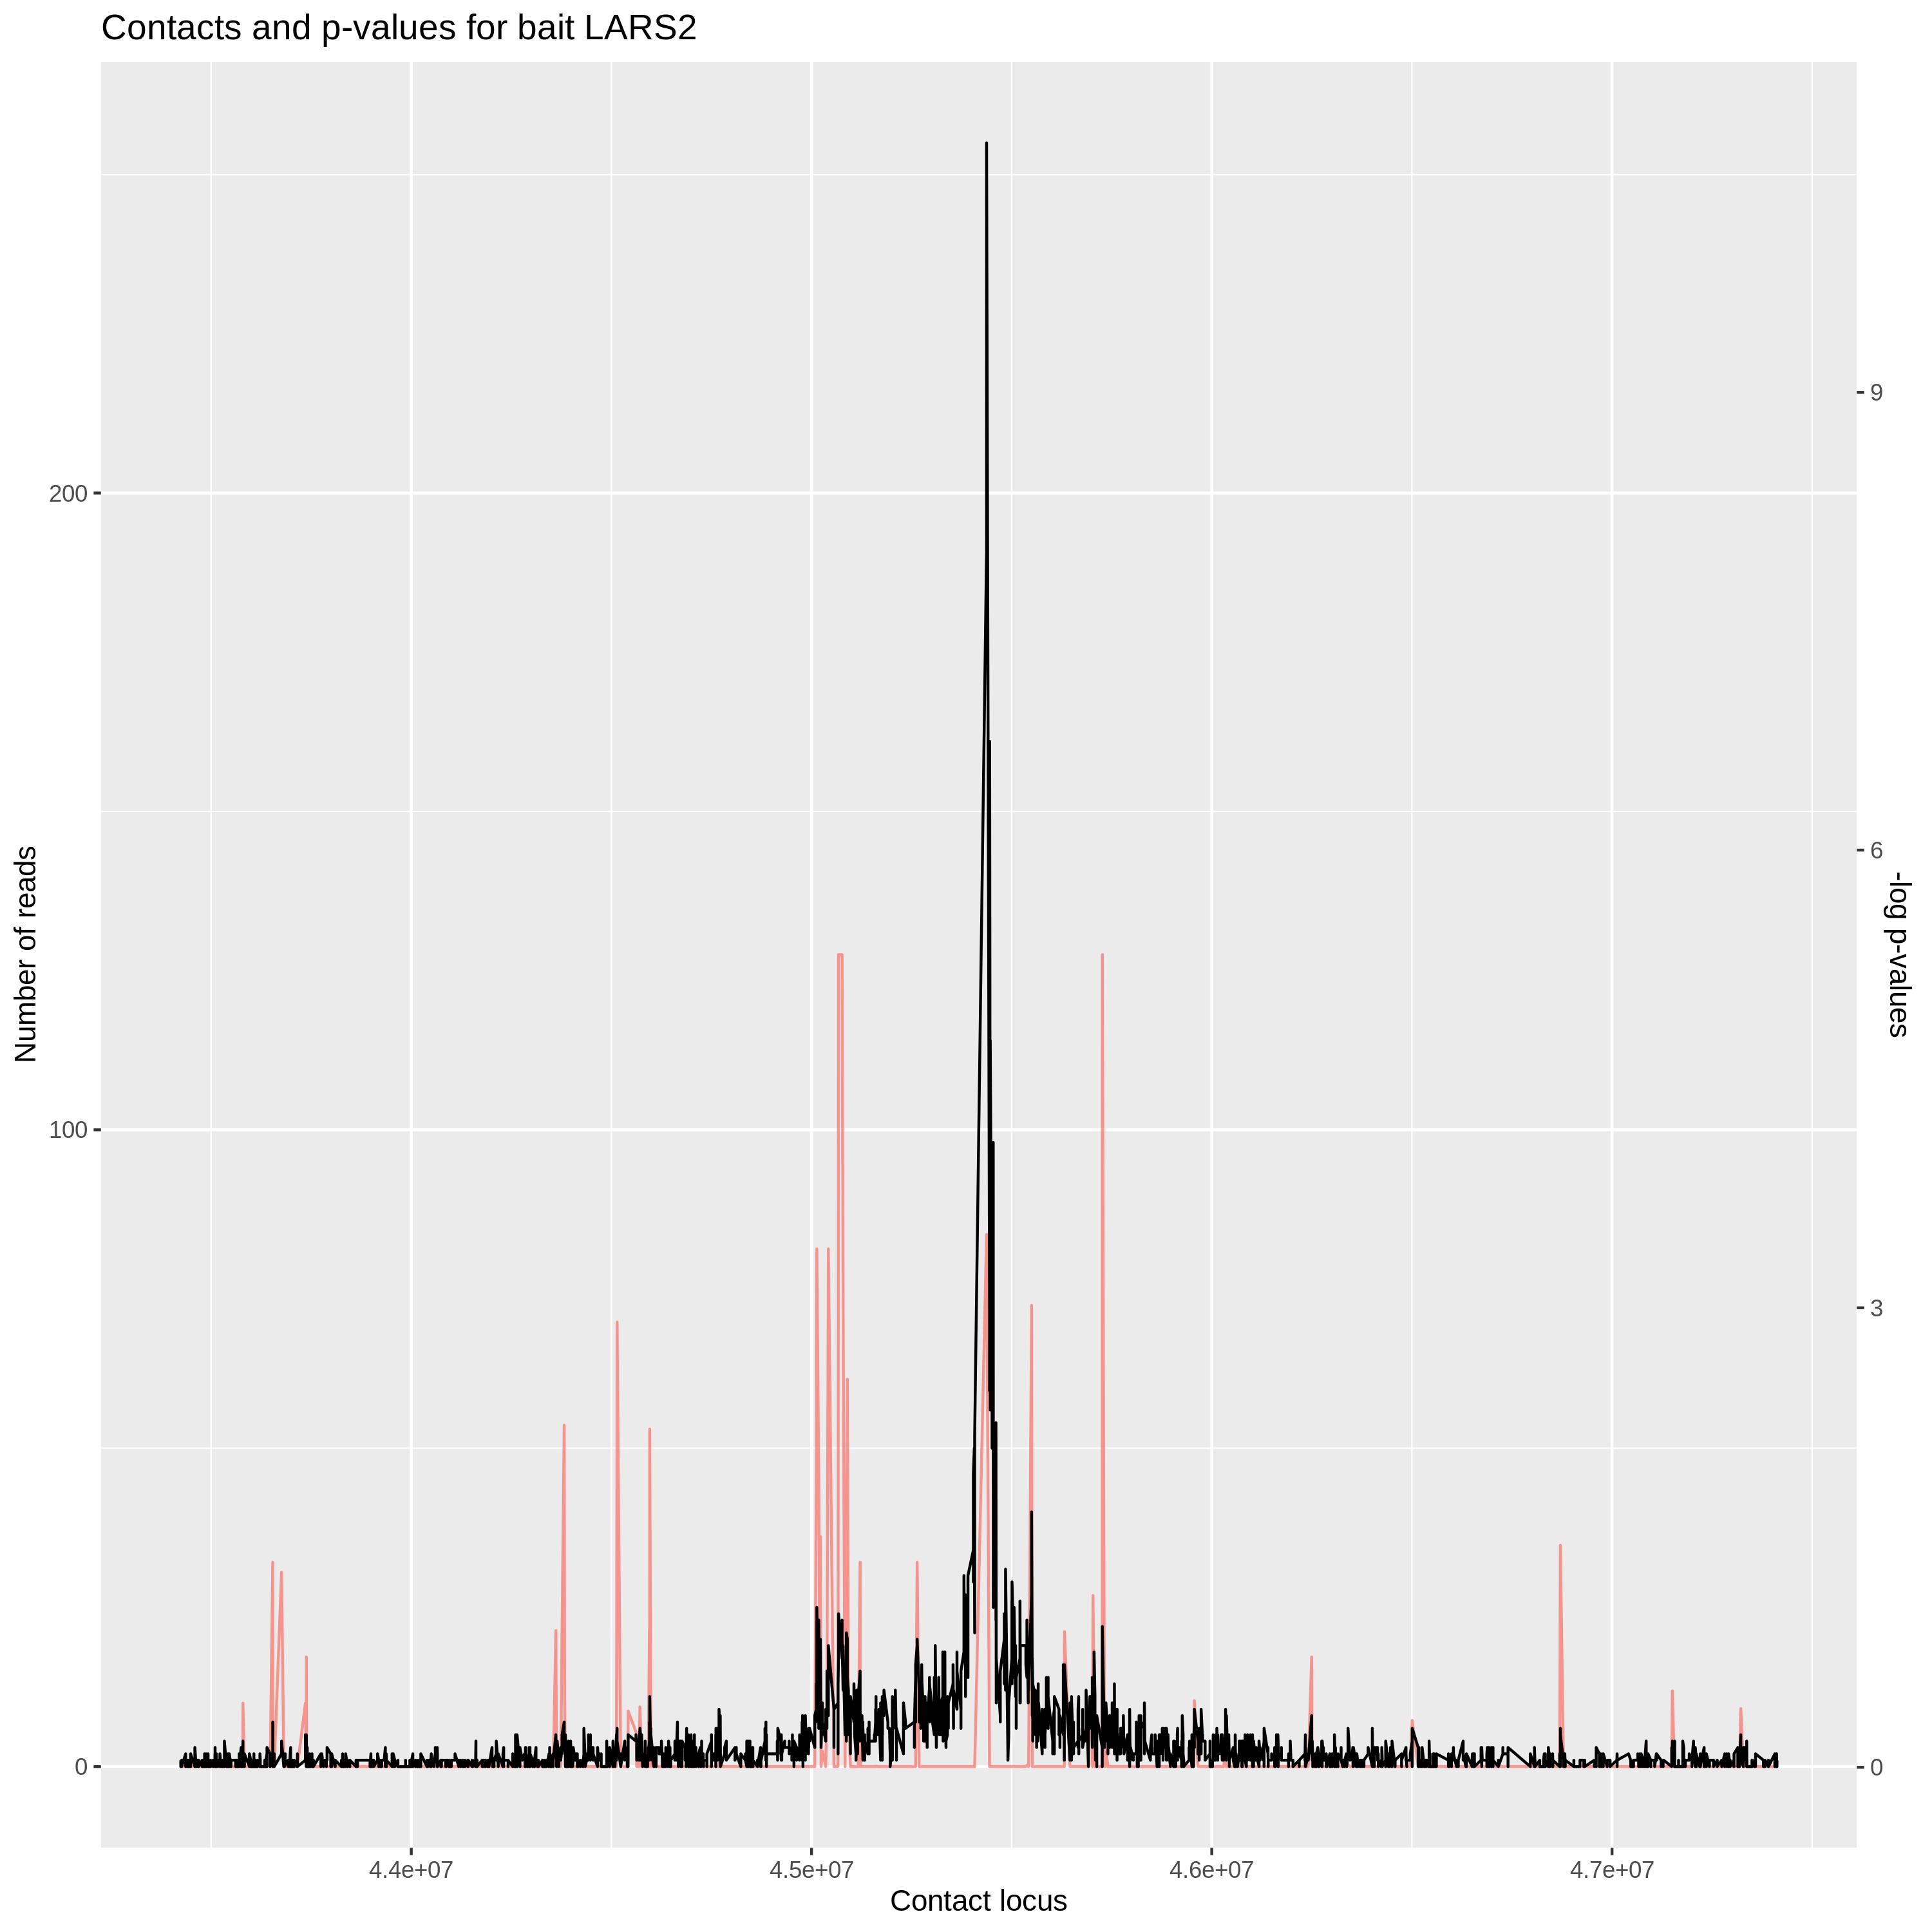 Contacts and p-values for bait LARS2
Number of reads
200
100
0
9
6
3
0
-log p-values
4.4e+07 4.5e+07 4.6e+07 4.7e+07
Contact locus